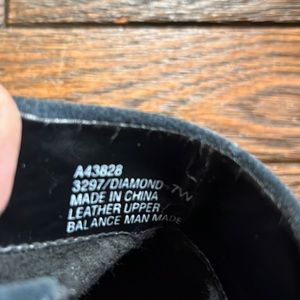 A43828
3297/DIAMOND-7W
MADE IN CHINA
LEATHER UPPER
BALANCE MAN MADE